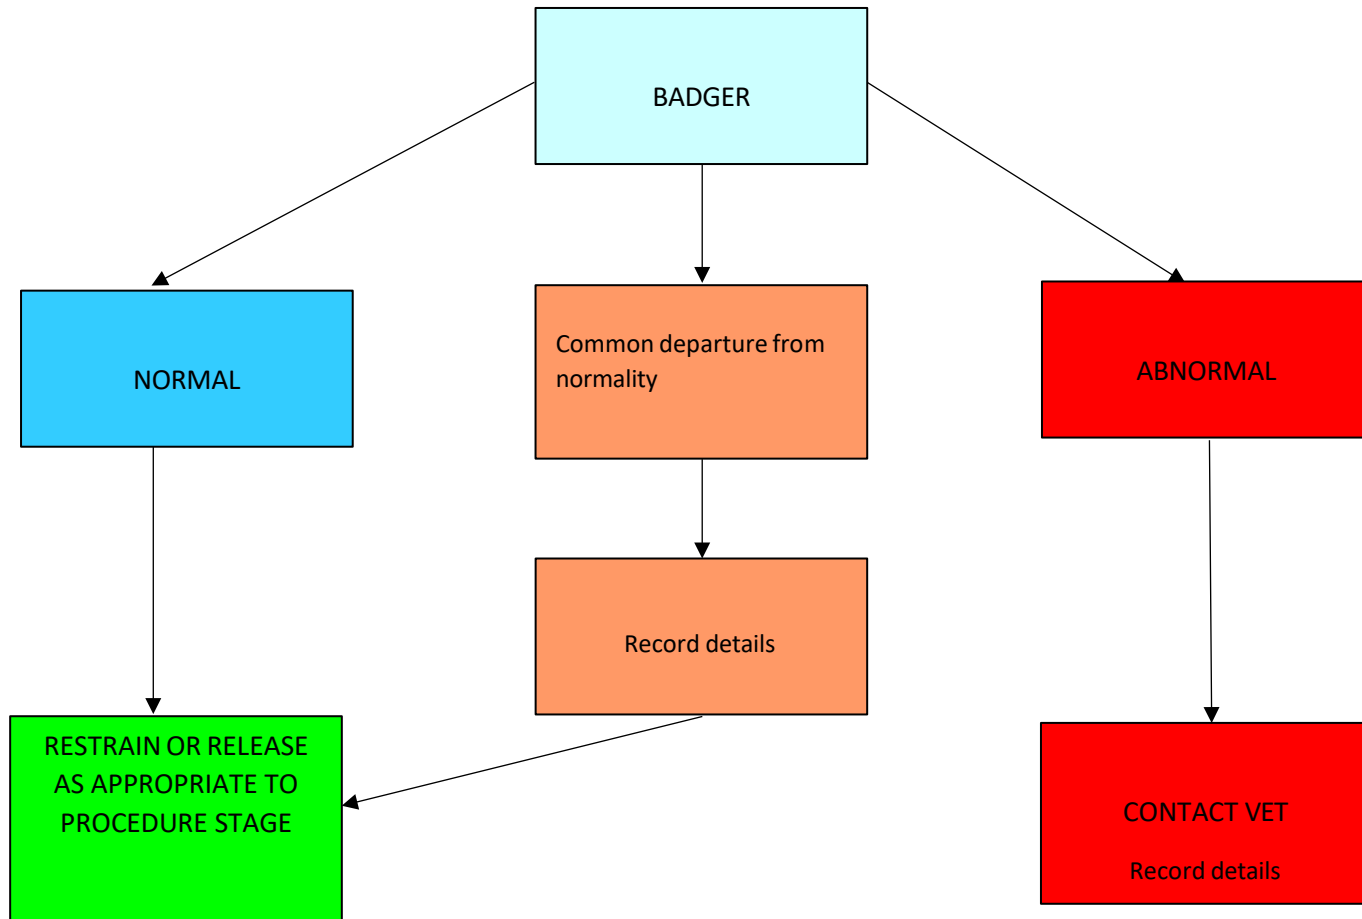 BADGER
NORMAL
Common departure from
normality
ABNORMAL
Record details
RESTRAIN OR RELEASE
AS APPROPRIATE TO
PROCEDURE STAGE
CONTACT VET
Record details